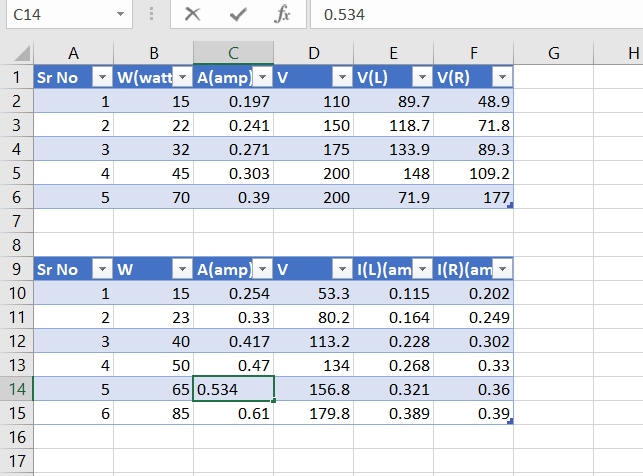 C14 fx 0.534
A B C D E F G H
1 Sr No W(watt A(amp) V V(L) V(R)
2 1 15 0.197 110 89.7 48.9
3 2 22 0.241 150 118.7 71.8
4 3 32 0.271 175 133.9 89.3
5 4 45 0.303 200 148 109.2
6 5 70 0.39 200 71.9 177
7
8
9 Sr No W A(amp) V I(L)(am I(R)(am
10 1 15 0.254 53.3 0.115 0.202
11 2 23 0.33 80.2 0.164 0.249
12 3 40 0.417 113.2 0.228 0.302
13 4 50 0.47 134 0.268 0.33
14 5 65 0.534 156.8 0.321 0.36
15 6 85 0.61 179.8 0.389 0.39
16
17